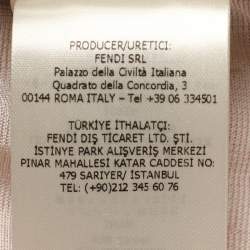 PRODUCER/URETICI:
FENDI SRL
Palazzo della Civiltà Italiana
Quadrato della Concordia, 3
00144 ROMA ITALY - Tel +39 06 334501
TÜRKİYE İTHALATÇI:
FENDI DIŞ TİCARET LTD. ŞTİ.
İSTİNYE PARK ALIŞVERİŞ MERKEZİ
PINAR MAHALLESİ KATAR CADDESİ NO:
479 SARIYER/ İSTANBUL
TEL: (+90)212 345 60 76